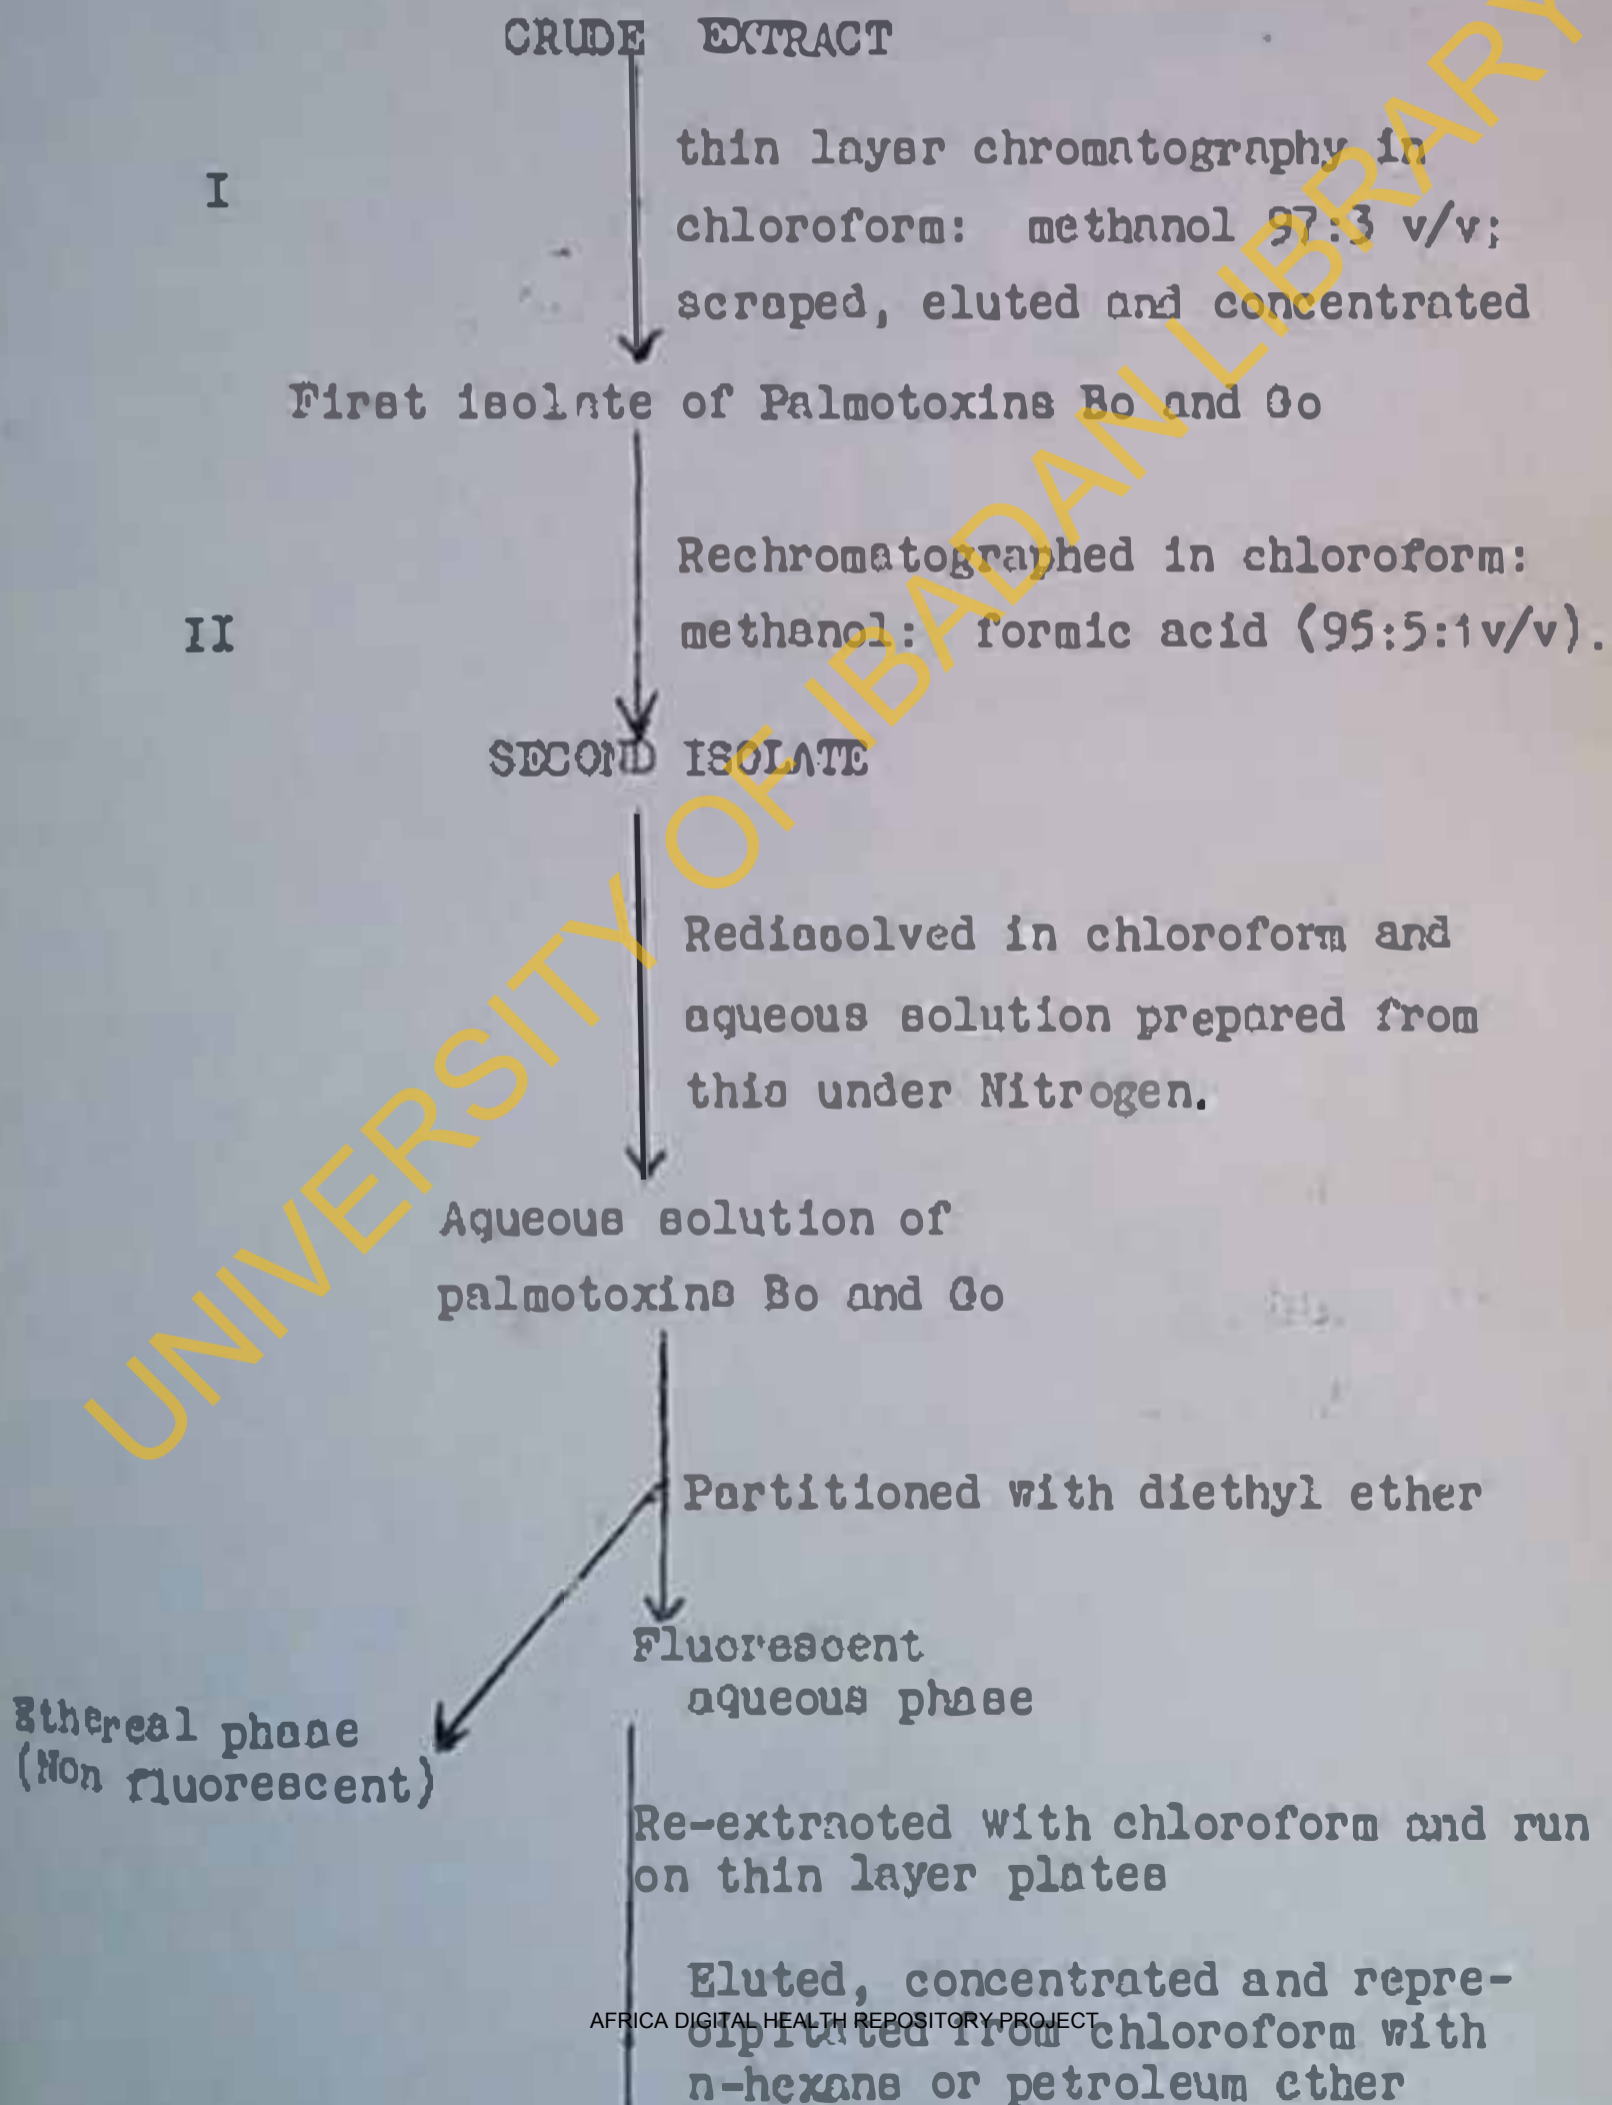 CRUDE EXTRACT
thin layer chromatography in
I
chloroform: methanol 97:3 v/v;
scraped, eluted and concentrated
First isolate of Palmotoxins Bo and Go
Rechromatographed in chloroform:
II
methanol: formic acid (95:5:1v/v).
SECOND ISOLATE
Redissolved in chloroform and
aqueous solution prepared from
this under Nitrogen.
Aqueous solution of
palmotoxins Bo and Go
Partitioned with diethyl ether
Fluorescent
aqueous phase
Ethereal phase
(Non fluorescent)
Re-extracted with chloroform and run
on thin layer plates
Eluted, concentrated and repre-
cipitated from chloroform with
n-hexane or petroleum ether
UNIVERSITY OF IBADAN LIBRARY
AFRICA DIGITAL HEALTH REPOSITORY PROJECT